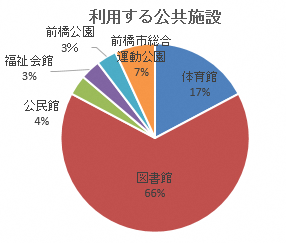 利用する公共施設
前橋公園
3%
前橋市総合
運動公園
7%
福祉会館
3%
体育館
17%
公民館
4%
図書館
66%